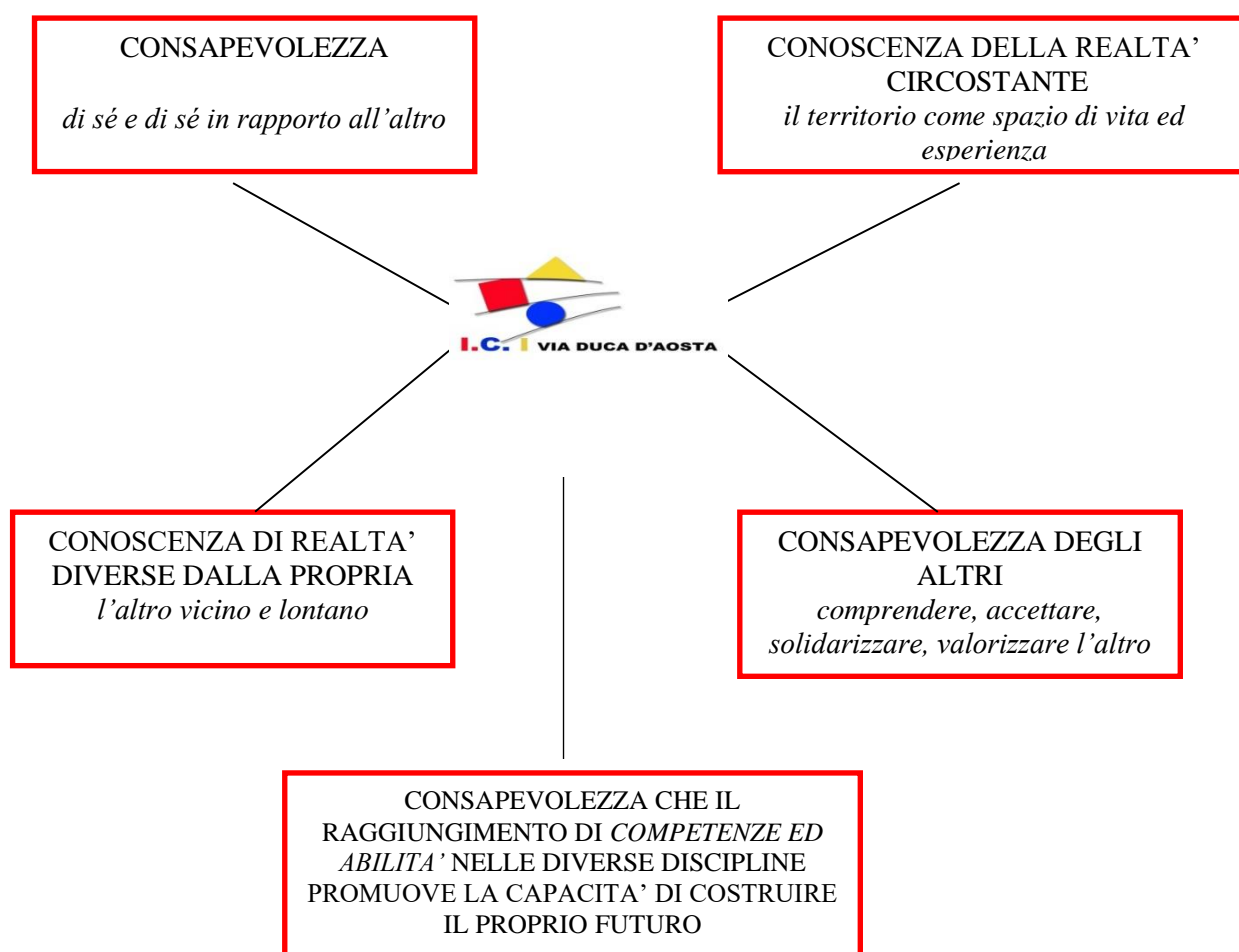 CONSAPEVOLEZZA
di sé e di sé in rapporto all’altro
CONOSCENZA DELLA REALTA’
CIRCOSTANTE
il territorio come spazio di vita ed
esperienza
I.C. I VIA DUCA D'AOSTA
CONOSCENZA DI REALTA’
DIVERSE DALLA PROPRIA
l’altro vicino e lontano
CONSAPEVOLEZZA DEGLI
ALTRI
comprendere, accettare,
solidarizzare, valorizzare l’altro
CONSAPEVOLEZZA CHE IL
RAGGIUNGIMENTO DI COMPETENZE ED
ABILITA’ NELLE DIVERSE DISCIPLINE
PROMUOVE LA CAPACITA’ DI COSTRUIRE
IL PROPRIO FUTURO